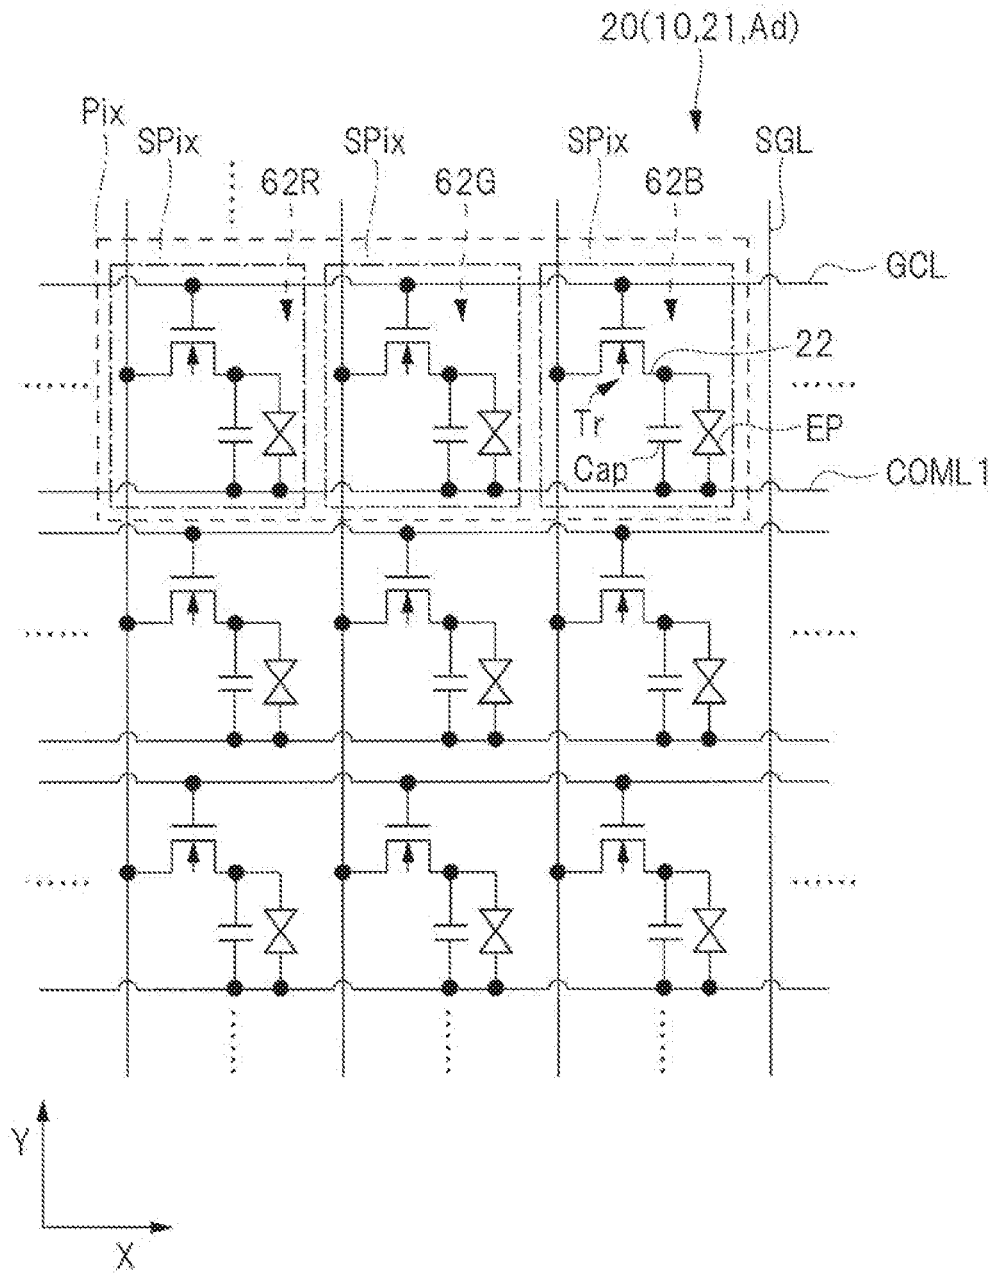 20(10,21,Ad)
Pix
SPix SPix SPix SGL
62R 62G 62B
GCL
22
Tr
EP
Cap
COML1
Y
X